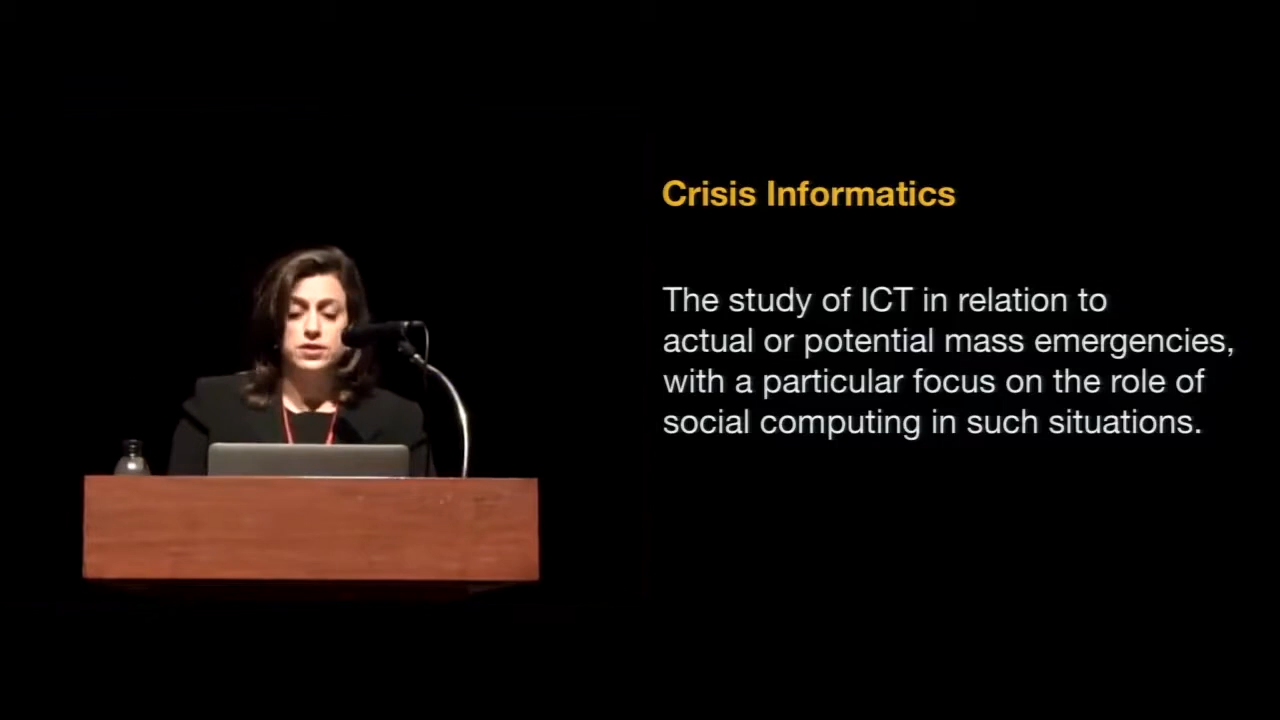 Crisis Informatics
The study of ICT in relation to
actual or potential mass emergencies,
with a particular focus on the role of
social computing in such situations.